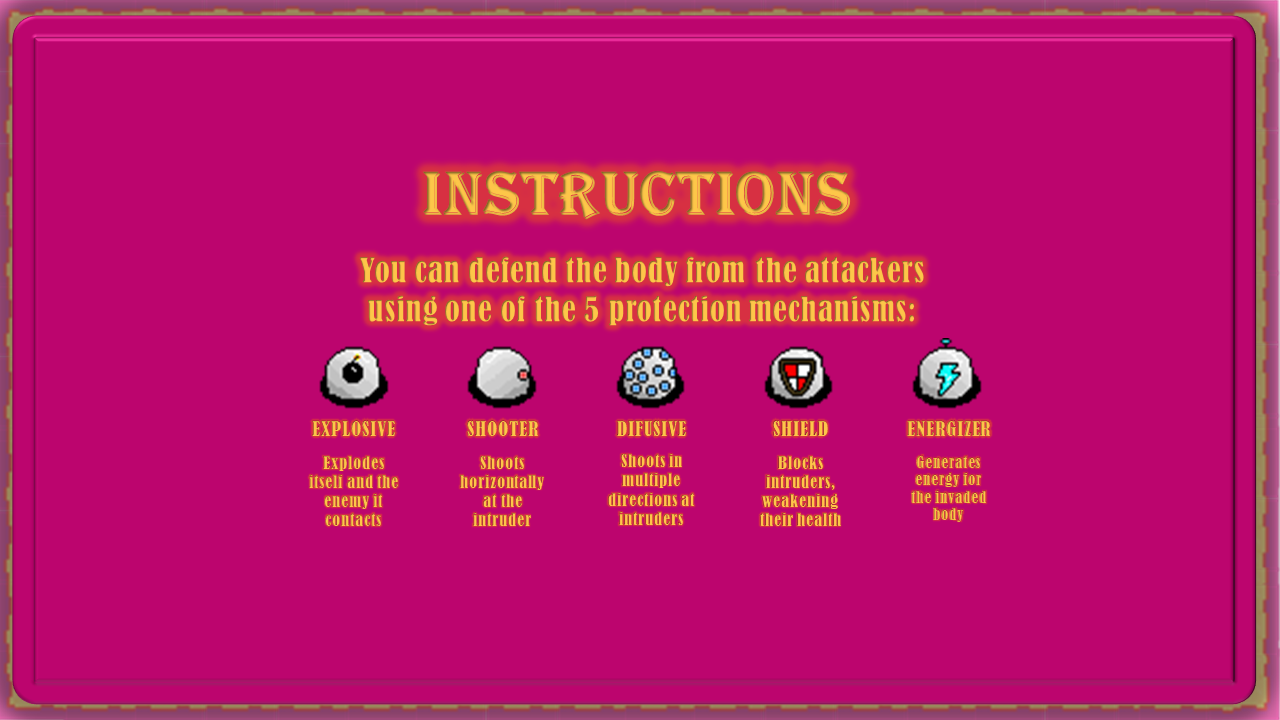 INSTRUCTIONS
You can defend the body from the attackers
using one of the 5 protection mechanisms:
EXPLOSIVE
Explodes
itself and the
enemy it
contacts
SHOOTER
Shoots
horizontally
at the
intruder
DIFUSIVE
Shoots in
multiple
directions at
intruders
SHIELD
Blocks
intruders,
weakening
their health
ENERGIZER
Generates
energy for
the invaded
body